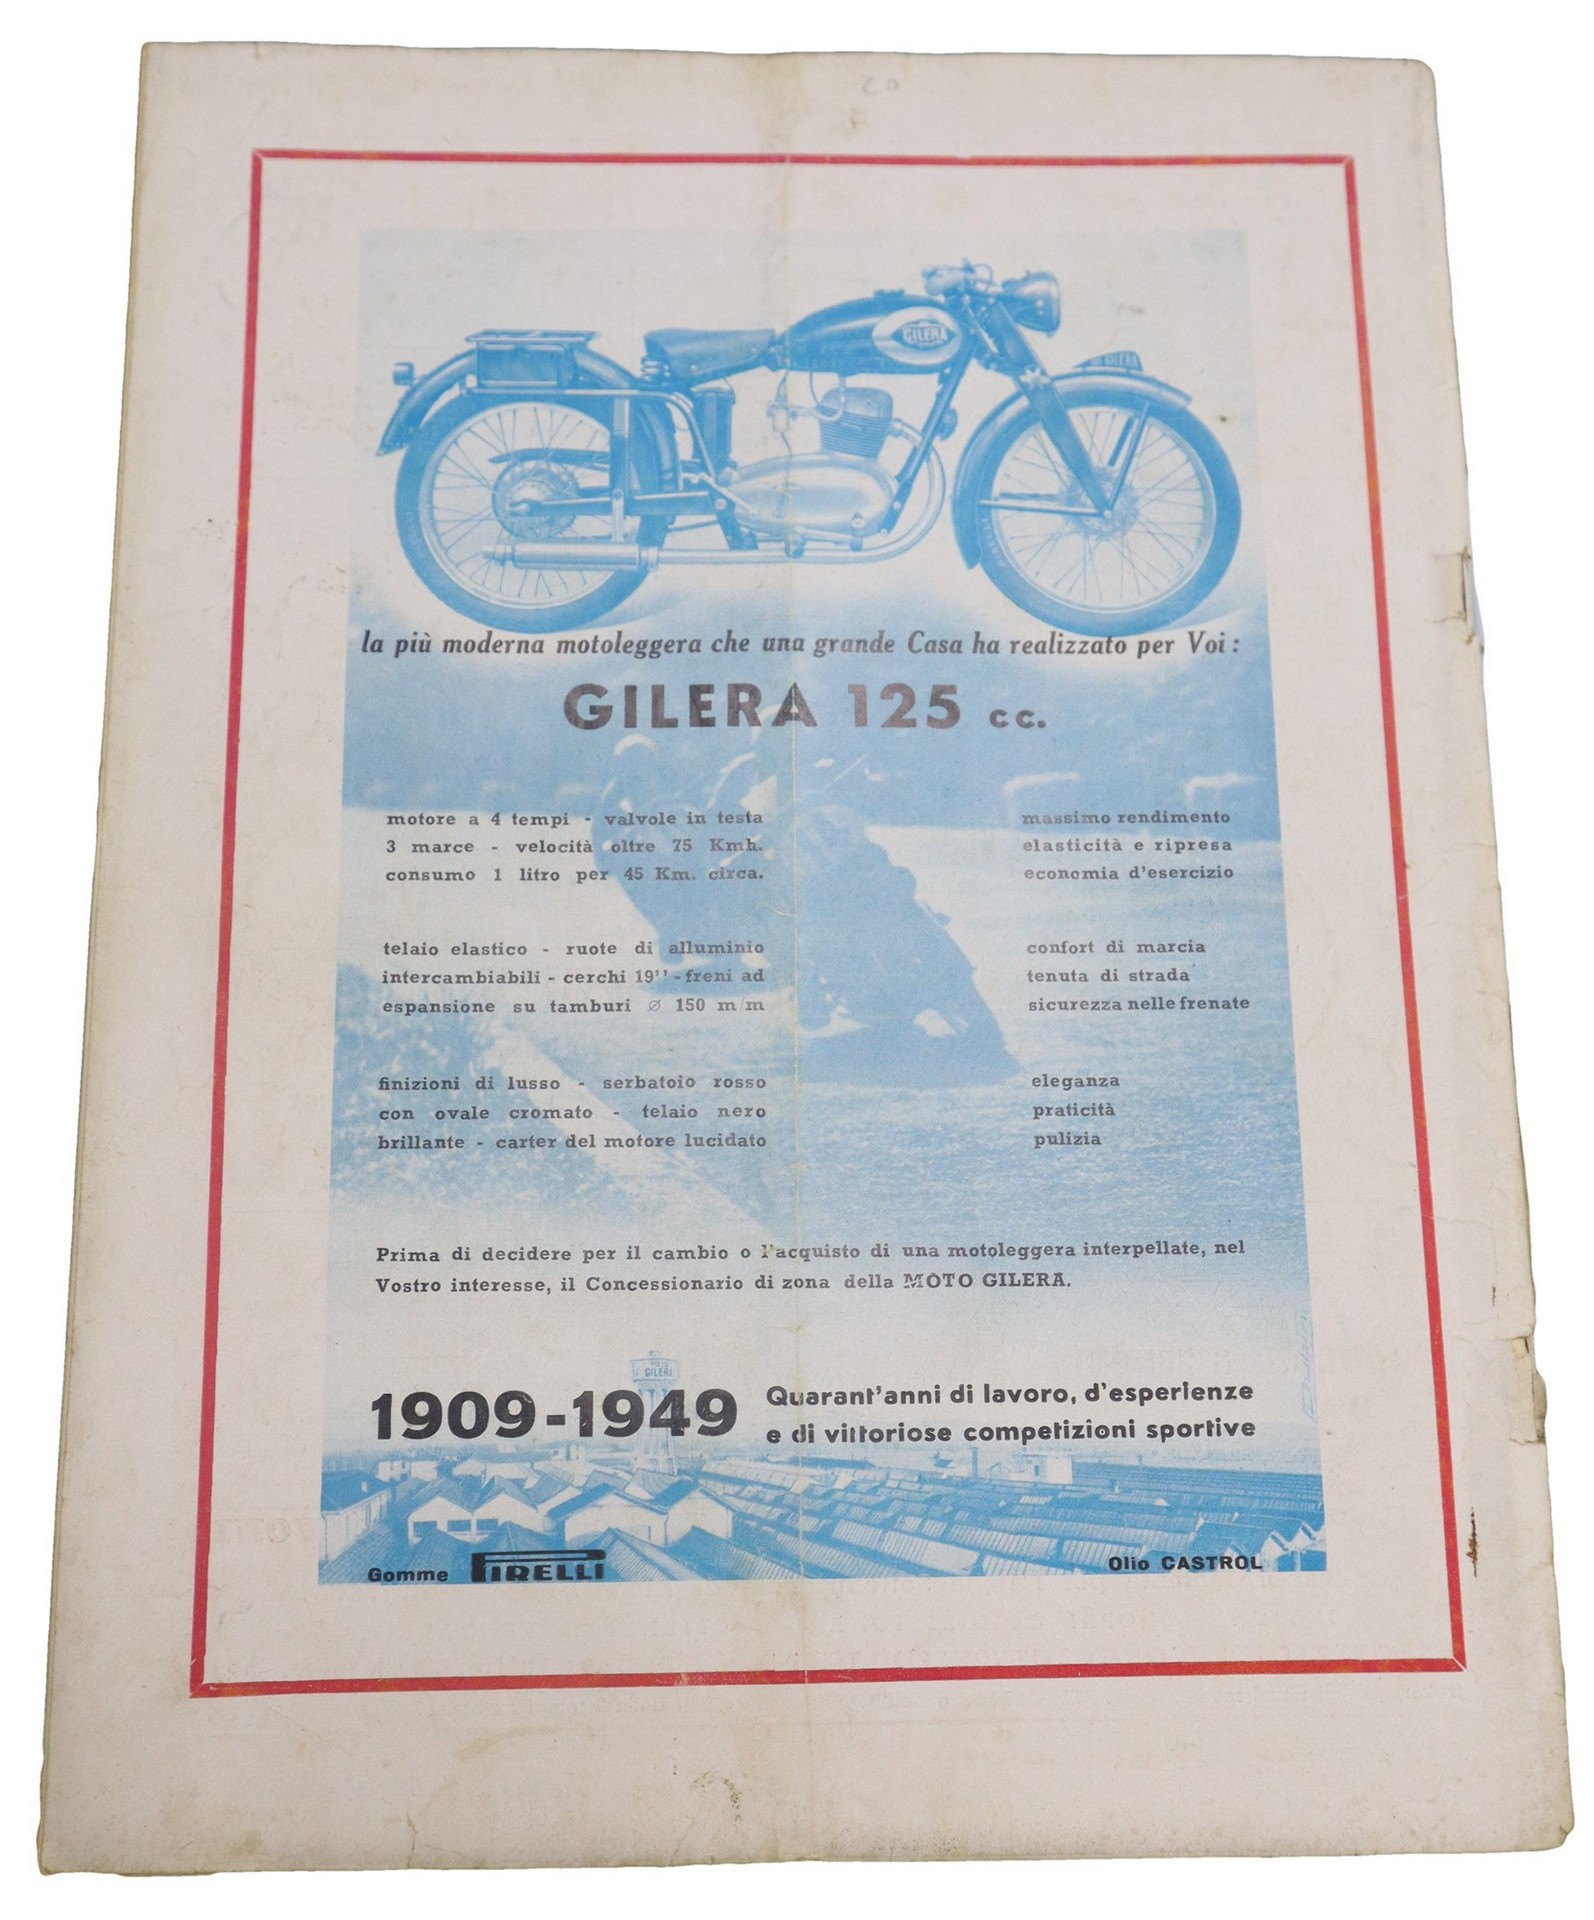 GILERA
la più moderna motoleggera che una grande Casa ha realizzato per Voi :
GILERA 125 cc.
motore a 4 tempi - valvole in testa
3 marce - velocità oltre 75 Kmh.
consumo 1 litro per 45 Km. circa.
massimo rendimento
elasticità e ripresa
economia d'esercizio
telaio elastico - ruote di alluminio
intercambiabili - cerchi 19'' - freni ad
espansione su tamburi ∅ 150 m/m
confort di marcia
tenuta di strada
sicurezza nelle frenate
finizioni di lusso - serbatoio rosso
con ovale cromato - telaio nero
brillante - carter del motore lucidato
eleganza
praticità
pulizia
Prima di decidere per il cambio o l'acquisto di una motoleggera interpellate, nel
Vostro interesse, il Concessionario di zona della MOTO GILERA.
MOTO
GILERA
1909-1949
Quarant'anni di lavoro, d'esperienze
e di vittoriose competizioni sportive
Gomme PIRELLI
Olio CASTROL